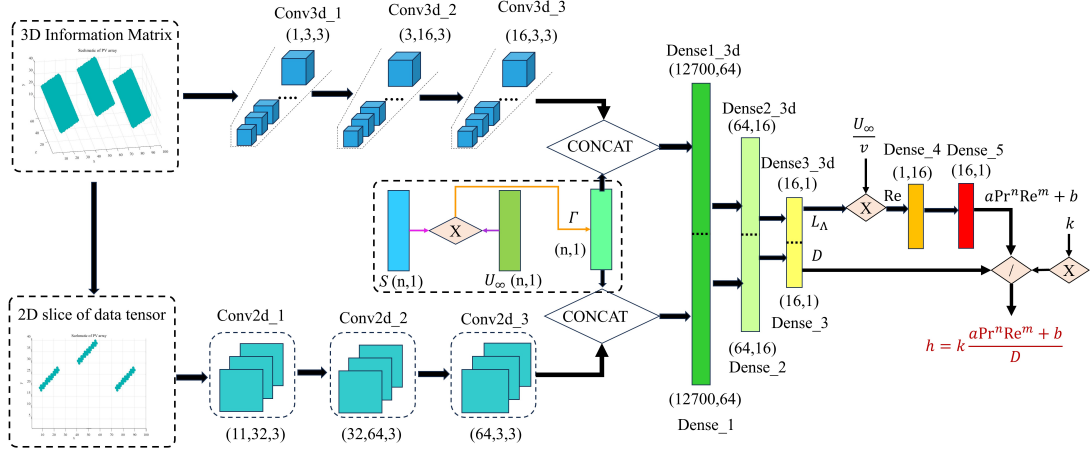 3D Information Matrix
Schematic of PV array
Conv3d_1
(1,3,3)
Conv3d_2
(3,16,3)
Conv3d_3
(16,3,3)
CONCAT
S (n,1)
X
U∞ (n,1)
Γ
(n,1)
CONCAT
2D slice of data tensor
Schematic of PV array
Conv2d_1
(11,32,3)
Conv2d_2
(32,64,3)
Conv2d_3
(64,3,3)
Dense1_3d
(12700,64)
(12700,64)
Dense_1
Dense2_3d
(64,16)
(64,16)
Dense_2
Dense3_3d
(16,1)
(16,1)
Dense_3
L_Λ
D
U∞/v
X
Re
Dense_4
(1,16)
Dense_5
(16,1)
aPrⁿReᵐ + b
k
/
X
h = k (aPrⁿReᵐ + b)/D